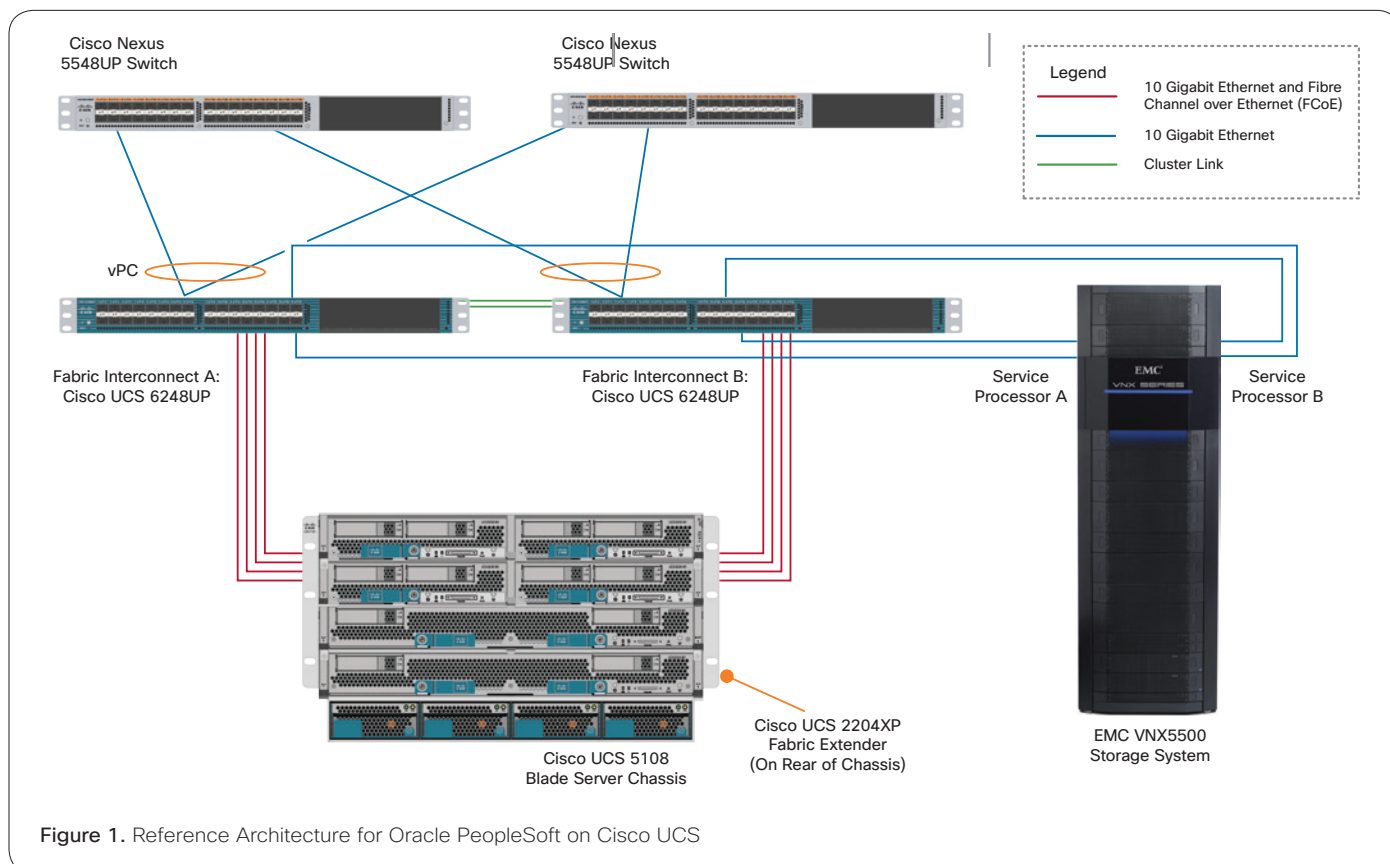 Cisco Nexus
5548UP Switch
Cisco Nexus
5548UP Switch
Legend
10 Gigabit Ethernet and Fibre
Channel over Ethernet (FCoE)
10 Gigabit Ethernet
Cluster Link
vPC
Fabric Interconnect A:
Cisco UCS 6248UP
Fabric Interconnect B:
Cisco UCS 6248UP
Service
Processor A
EMC²
VNX SERIES
Service
Processor B
Cisco UCS 5108
Blade Server Chassis
Cisco UCS 2204XP
Fabric Extender
(On Rear of Chassis)
EMC VNX5500
Storage System
Figure 1. Reference Architecture for Oracle PeopleSoft on Cisco UCS